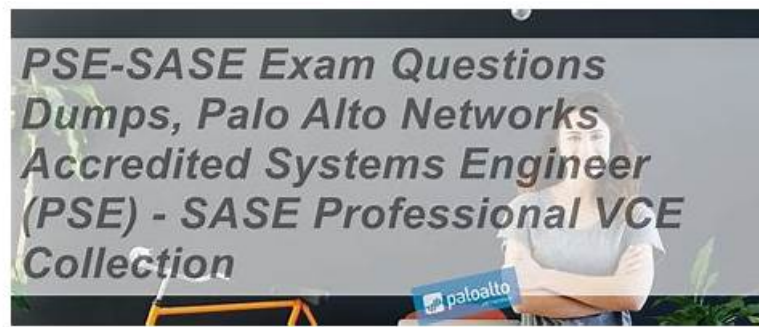 PSE-SASE Exam Questions
Dumps, Palo Alto Networks
Accredited Systems Engineer
(PSE) - SASE Professional VCE
Collection
paloalto